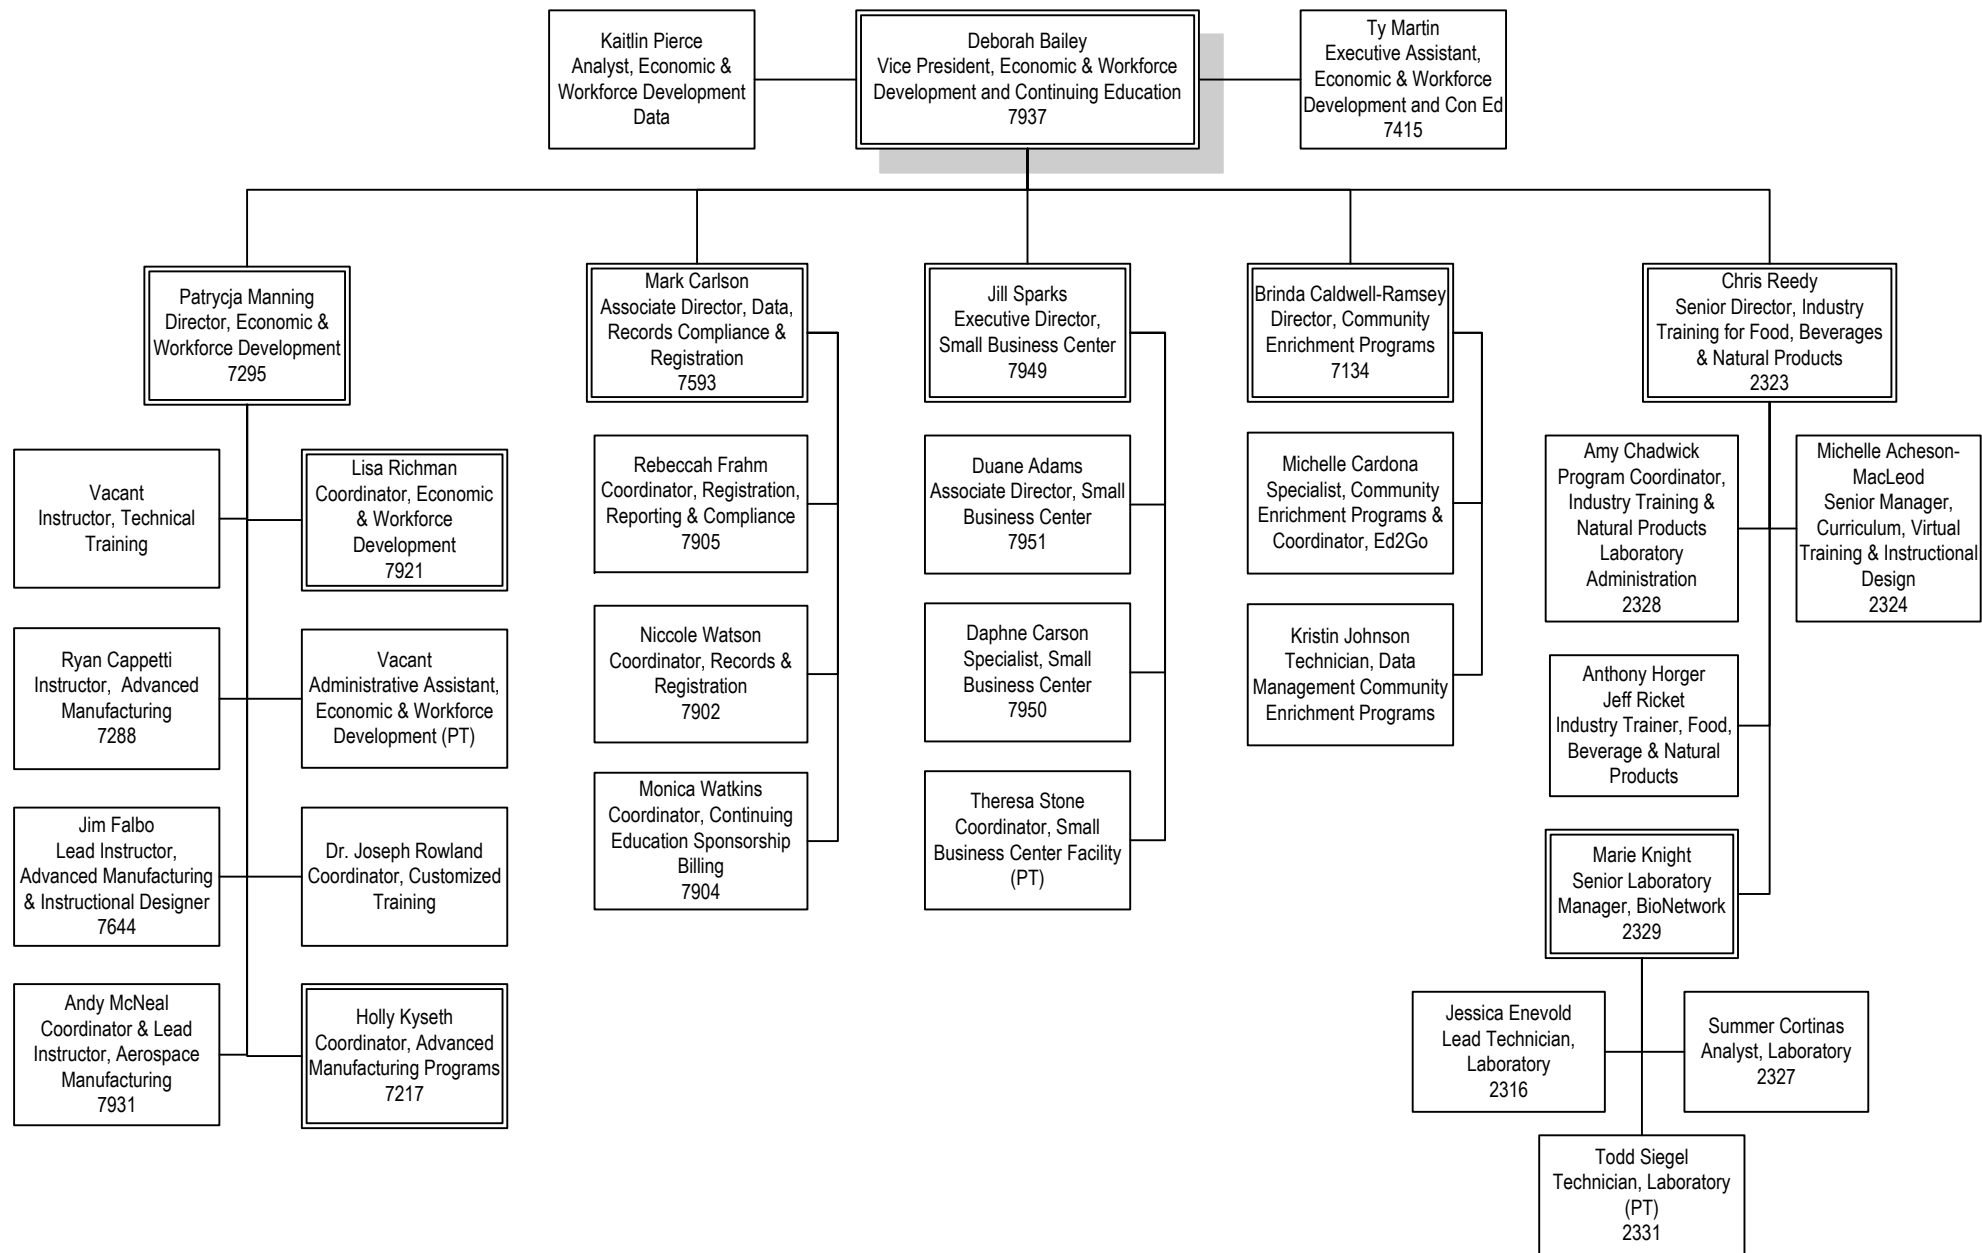 Kaitlin Pierce
Analyst, Economic &
Workforce Development
Data
Deborah Bailey
Vice President, Economic & Workforce
Development and Continuing Education
7937
Ty Martin
Executive Assistant,
Economic & Workforce
Development and Con Ed
7415
Patrycja Manning
Director, Economic &
Workforce Development
7295
Mark Carlson
Associate Director, Data,
Records Compliance &
Registration
7593
Jill Sparks
Executive Director,
Small Business Center
7949
Brinda Caldwell-Ramsey
Director, Community
Enrichment Programs
7134
Chris Reedy
Senior Director, Industry
Training for Food, Beverages
& Natural Products
2323
Vacant
Instructor, Technical
Training
Lisa Richman
Coordinator, Economic
& Workforce
Development
7921
Rebeccah Frahm
Coordinator, Registration,
Reporting & Compliance
7905
Duane Adams
Associate Director, Small
Business Center
7951
Michelle Cardona
Specialist, Community
Enrichment Programs &
Coordinator, Ed2Go
Amy Chadwick
Program Coordinator,
Industry Training &
Natural Products
Laboratory
Administration
2328
Michelle Acheson-
MacLeod
Senior Manager,
Curriculum, Virtual
Training & Instructional
Design
2324
Ryan Cappetti
Instructor, Advanced
Manufacturing
7288
Vacant
Administrative Assistant,
Economic & Workforce
Development (PT)
Niccole Watson
Coordinator, Records &
Registration
7902
Daphne Carson
Specialist, Small
Business Center
7950
Kristin Johnson
Technician, Data
Management Community
Enrichment Programs
Anthony Horger
Jeff Ricket
Industry Trainer, Food,
Beverage & Natural
Products
Jim Falbo
Lead Instructor,
Advanced Manufacturing
& Instructional Designer
7644
Dr. Joseph Rowland
Coordinator, Customized
Training
Monica Watkins
Coordinator, Continuing
Education Sponsorship
Billing
7904
Theresa Stone
Coordinator, Small
Business Center Facility
(PT)
Marie Knight
Senior Laboratory
Manager, BioNetwork
2329
Andy McNeal
Coordinator & Lead
Instructor, Aerospace
Manufacturing
7931
Holly Kyseth
Coordinator, Advanced
Manufacturing Programs
7217
Jessica Enevold
Lead Technician,
Laboratory
2316
Summer Cortinas
Analyst, Laboratory
2327
Todd Siegel
Technician, Laboratory
(PT)
2331